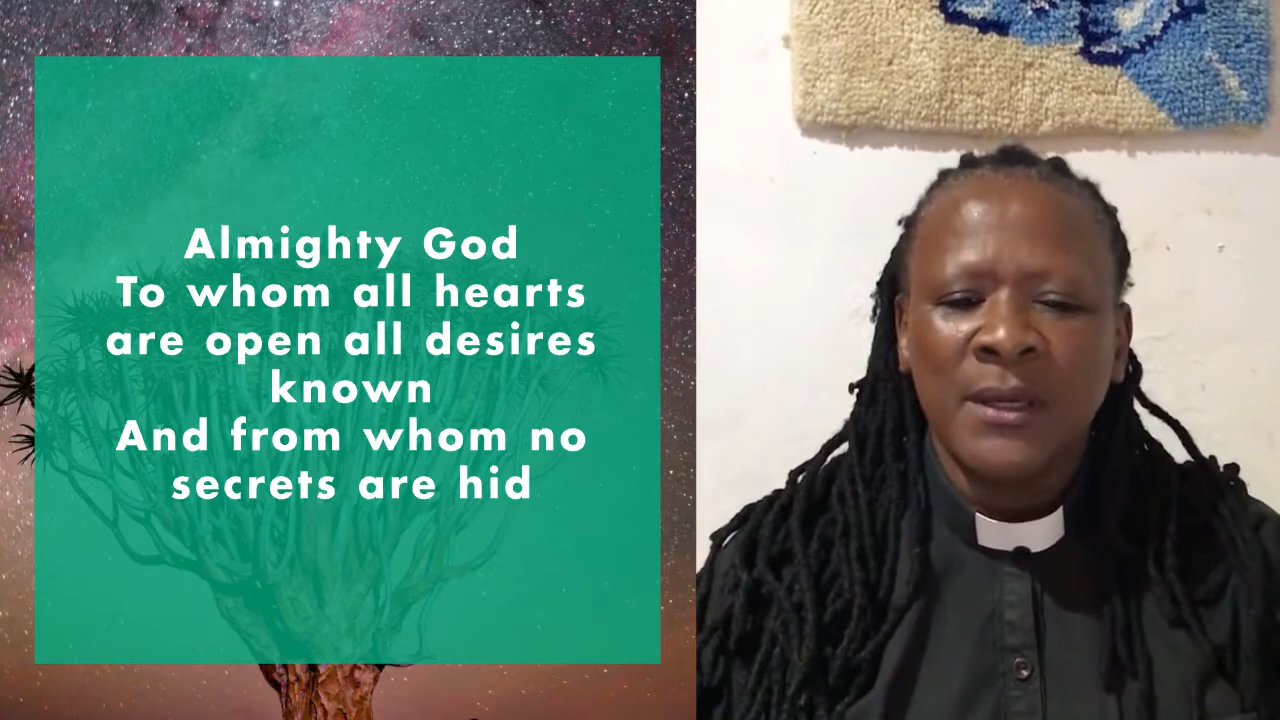 Almighty God
To whom all hearts
are open all desires
known
And from whom no
secrets are hid